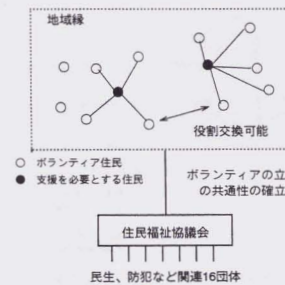 地域縁
役割交換可能
○ ボランティア住民
● 支援を必要とする住民
ボランティアの立
の共通性の確立
住民福祉協議会
民生、防犯など関連16団体